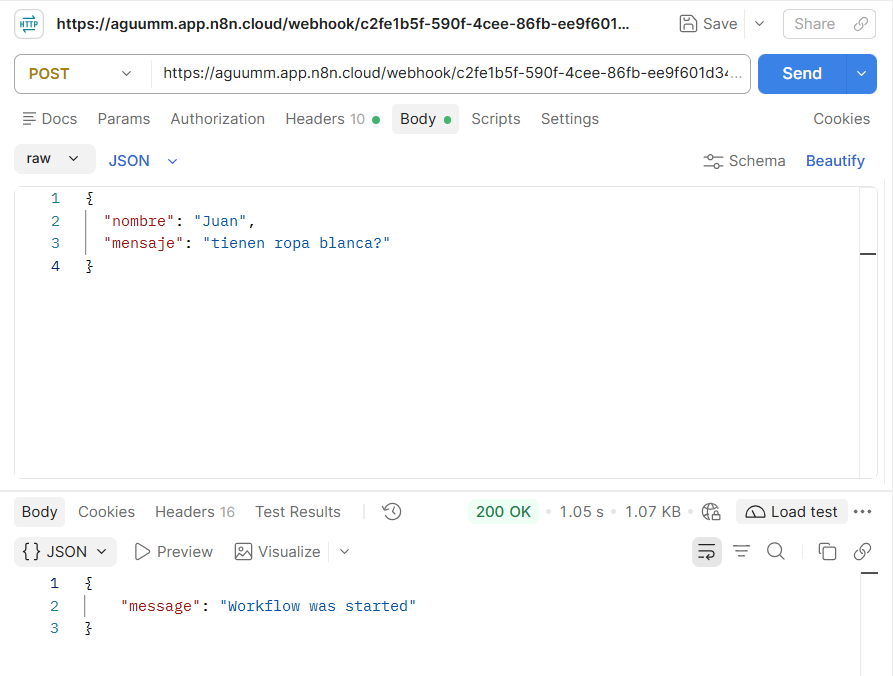 HTTP https://aguumm.app.n8n.cloud/webhook/c2fe1b5f-590f-4cee-86fb-ee9f601... Save Share
POST https://aguumm.app.n8n.cloud/webhook/c2fe1b5f-590f-4cee-86fb-ee9f601d34... Send
Docs Params Authorization Headers 10 Body Scripts Settings Cookies
raw JSON Schema Beautify
1 {
2 "nombre": "Juan",
3 "mensaje": "tienen ropa blanca?"
4 }
Body Cookies Headers 16 Test Results 200 OK • 1.05 s • 1.07 KB • Load test
{} JSON Preview Visualize
1 {
2 "message": "Workflow was started"
3 }